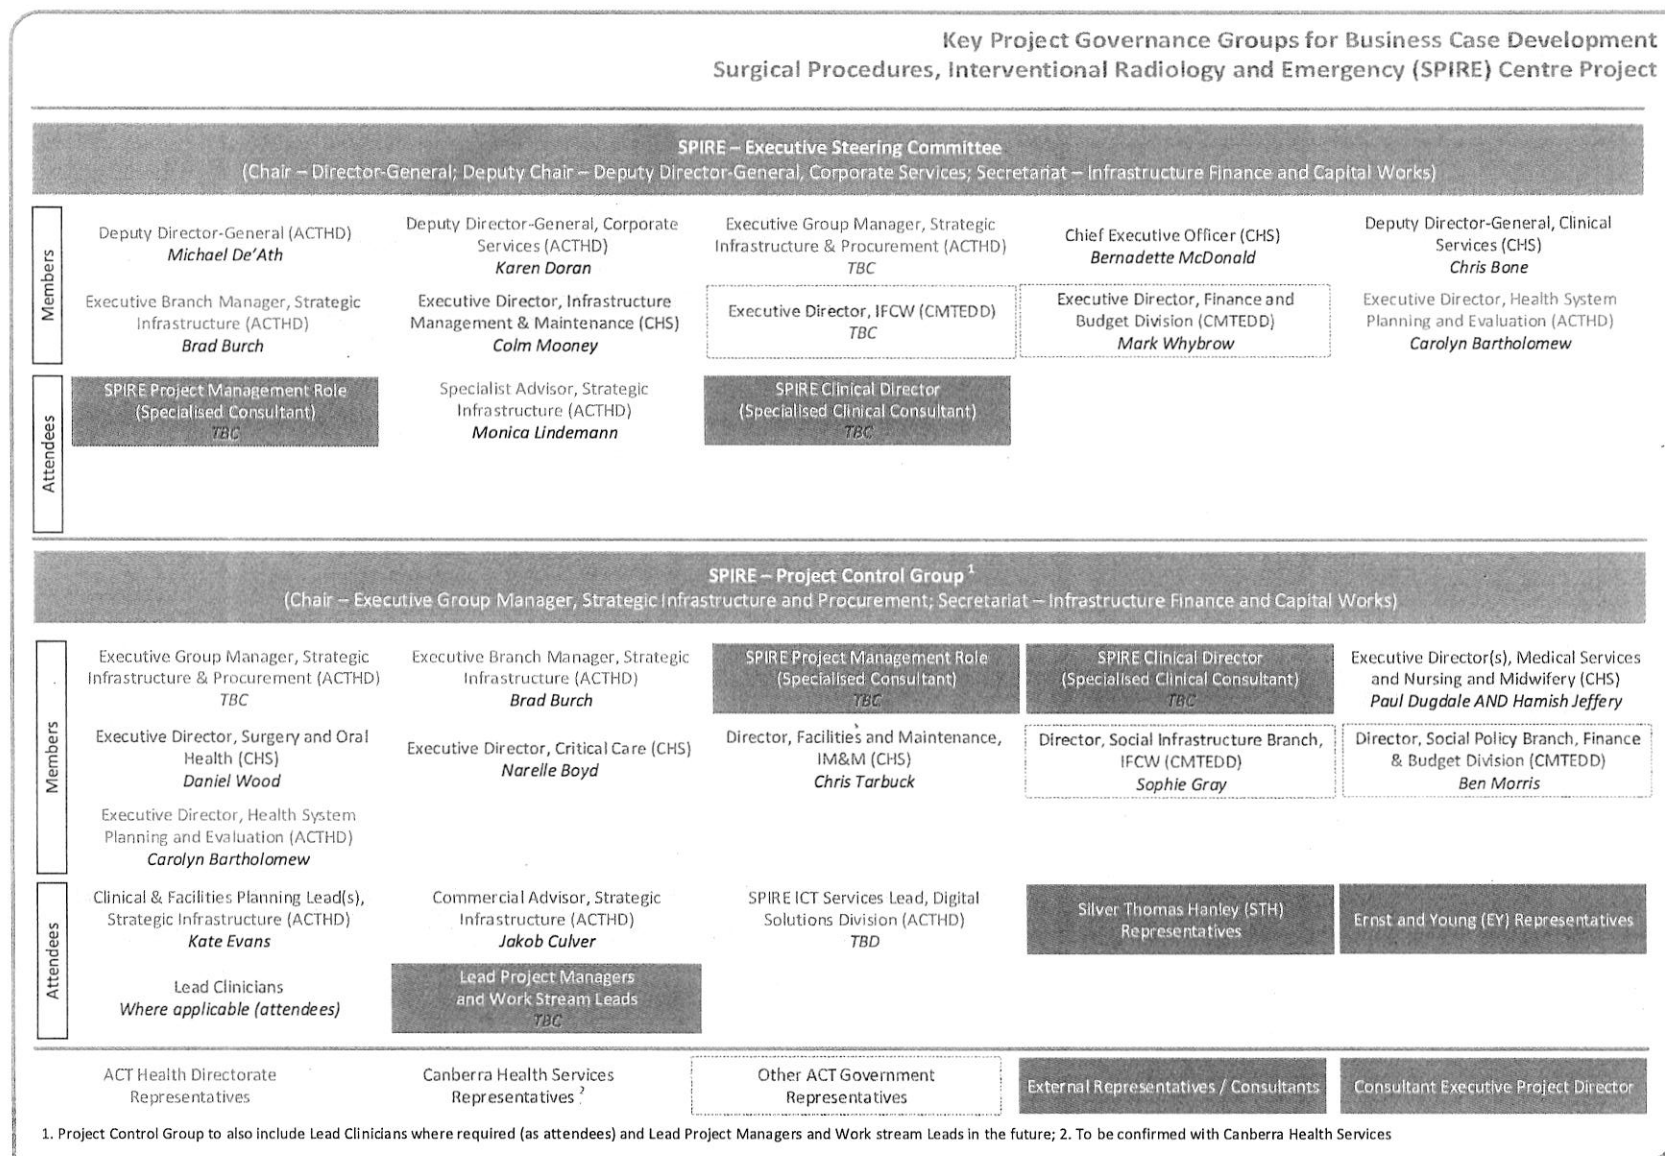 Key Project Governance Groups for Business Case Development
Surgical Procedures, Interventional Radiology and Emergency (SPIRE) Centre Project
SPIRE – Executive Steering Committee
(Chair – Director-General; Deputy Chair – Deputy Director-General, Corporate Services; Secretariat – Infrastructure Finance and Capital Works)
Members
Deputy Director-General (ACTHD)
Michael De'Ath
Deputy Director-General, Corporate
Services (ACTHD)
Karen Doran
Executive Group Manager, Strategic
Infrastructure & Procurement (ACTHD)
TBC
Chief Executive Officer (CHS)
Bernadette McDonald
Deputy Director-General, Clinical
Services (CHS)
Chris Bone
Executive Branch Manager, Strategic
Infrastructure (ACTHD)
Brad Burch
Executive Director, Infrastructure
Management & Maintenance (CHS)
Colm Mooney
Executive Director, IFCW (CMTEDD)
TBC
Executive Director, Finance and
Budget Division (CMTEDD)
Mark Whybrow
Executive Director, Health System
Planning and Evaluation (ACTHD)
Carolyn Bartholomew
Attendees
SPIRE Project Management Role
(Specialised Consultant)
TBC
Specialist Advisor, Strategic
Infrastructure (ACTHD)
Monica Lindemann
SPIRE Clinical Director
(Specialised Clinical Consultant)
TBC
SPIRE – Project Control Group 1
(Chair – Executive Group Manager, Strategic Infrastructure and Procurement; Secretariat – Infrastructure Finance and Capital Works)
Members
Executive Group Manager, Strategic
Infrastructure & Procurement (ACTHD)
TBC
Executive Branch Manager, Strategic
Infrastructure (ACTHD)
Brad Burch
SPIRE Project Management Role
(Specialised Consultant)
TBC
SPIRE Clinical Director
(Specialised Clinical Consultant)
TBC
Executive Director(s), Medical Services
and Nursing and Midwifery (CHS)
Paul Dugdale AND Hamish Jeffery
Executive Director, Surgery and Oral
Health (CHS)
Daniel Wood
Executive Director, Critical Care (CHS)
Narelle Boyd
Director, Facilities and Maintenance,
IM&M (CHS)
Chris Tarbuck
Director, Social Infrastructure Branch,
IFCW (CMTEDD)
Sophie Gray
Director, Social Policy Branch, Finance
& Budget Division (CMTEDD)
Ben Morris
Executive Director, Health System
Planning and Evaluation (ACTHD)
Carolyn Bartholomew
Attendees
Clinical & Facilities Planning Lead(s),
Strategic Infrastructure (ACTHD)
Kate Evans
Commercial Advisor, Strategic
Infrastructure (ACTHD)
Jakob Culver
SPIRE ICT Services Lead, Digital
Solutions Division (ACTHD)
TBD
Silver Thomas Hanley (STH)
Representatives
Ernst and Young (EY) Representatives
Lead Clinicians
Where applicable (attendees)
Lead Project Managers
and Work Stream Leads
TBC
ACT Health Directorate
Representatives
Canberra Health Services
Representatives 2
Other ACT Government
Representatives
External Representatives / Consultants
Consultant Executive Project Director
1. Project Control Group to also include Lead Clinicians where required (as attendees) and Lead Project Managers and Work stream Leads in the future; 2. To be confirmed with Canberra Health Services